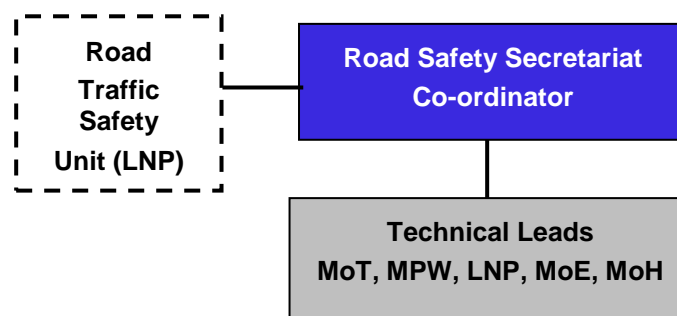 Road
Traffic
Safety
Unit (LNP)
Road Safety Secretariat
Co-ordinator
Technical Leads
MoT, MPW, LNP, MoE, MoH